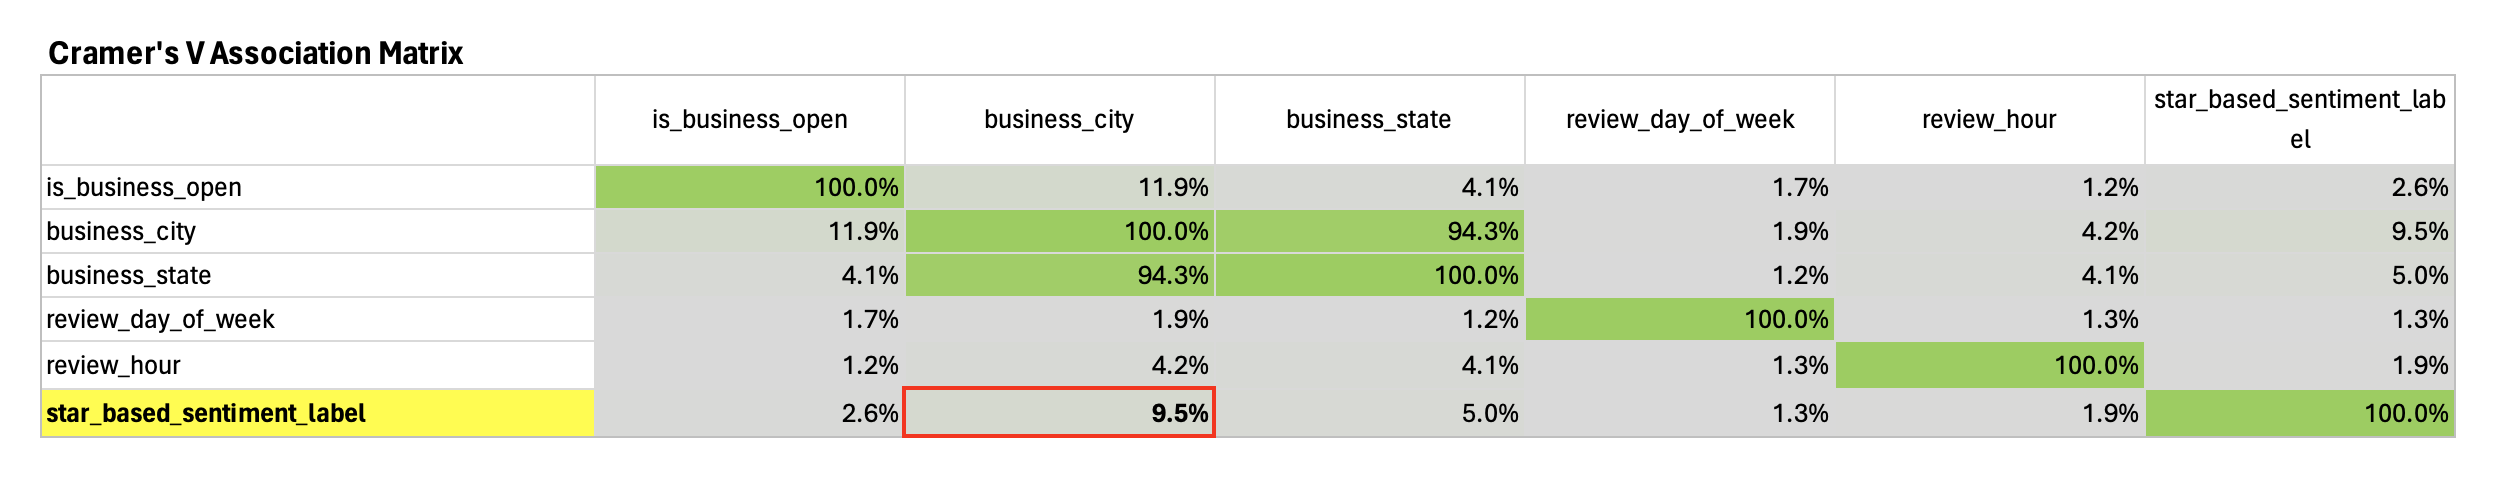 Cramer's V Association Matrix
is_business_open business_city business_state review_day_of_week review_hour star_based_sentiment_lab
el
is_business_open 100.0% 11.9% 4.1% 1.7% 1.2% 2.6%
business_city 11.9% 100.0% 94.3% 1.9% 4.2% 9.5%
business_state 4.1% 94.3% 100.0% 1.2% 4.1% 5.0%
review_day_of_week 1.7% 1.9% 1.2% 100.0% 1.3% 1.3%
review_hour 1.2% 4.2% 4.1% 1.3% 100.0% 1.9%
star_based_sentiment_label 2.6% 9.5% 5.0% 1.3% 1.9% 100.0%